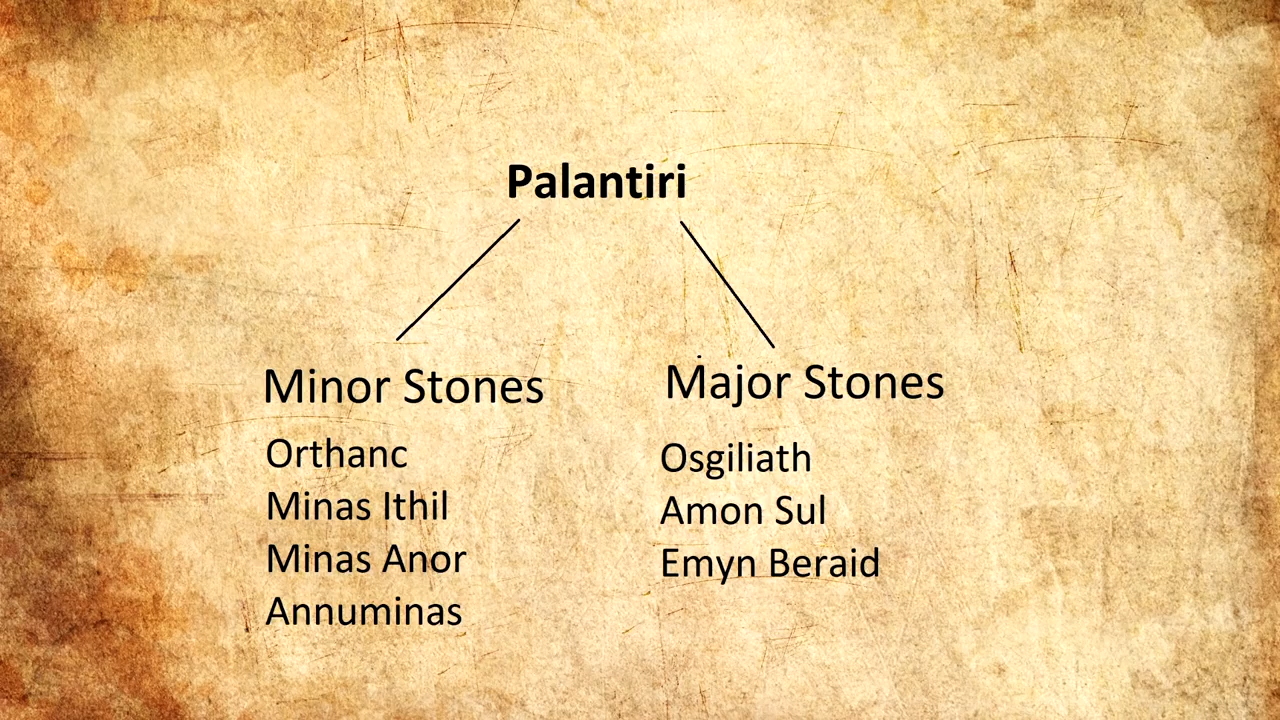 Palantiri
Minor Stones
Orthanc
Minas Ithil
Minas Anor
Annuminas
Major Stones
Osgiliath
Amon Sul
Emyn Beraid